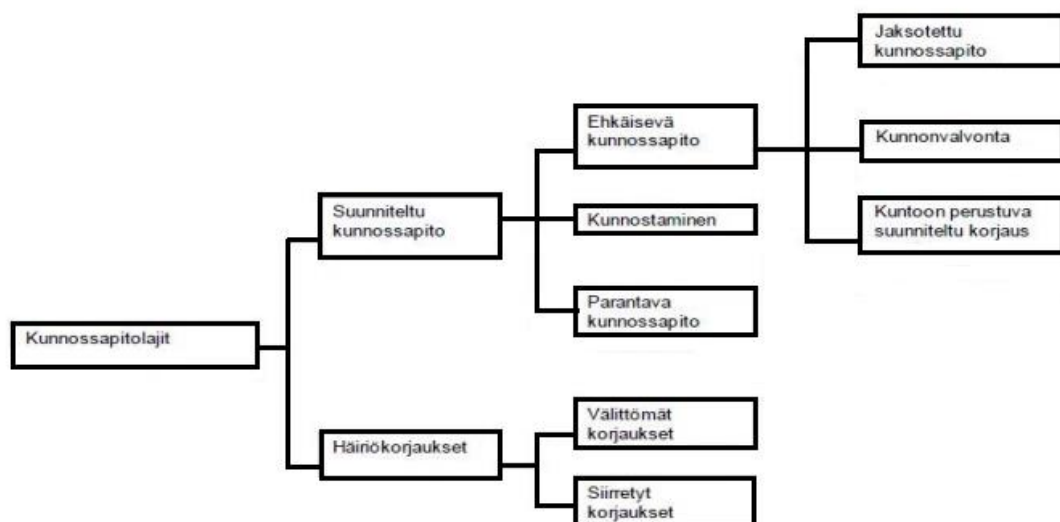 Kunnossapitolajit
Suunniteltu
kunnossapito
Häiriökorjaukset
Ehkäisevä
kunnossapito
Kunnostaminen
Parantava
kunnossapito
Välittömät
korjaukset
Siirretyt
korjaukset
Jaksotettu
kunnossapito
Kunnonvalvonta
Kuntoon perustuva
suunniteltu korjaus